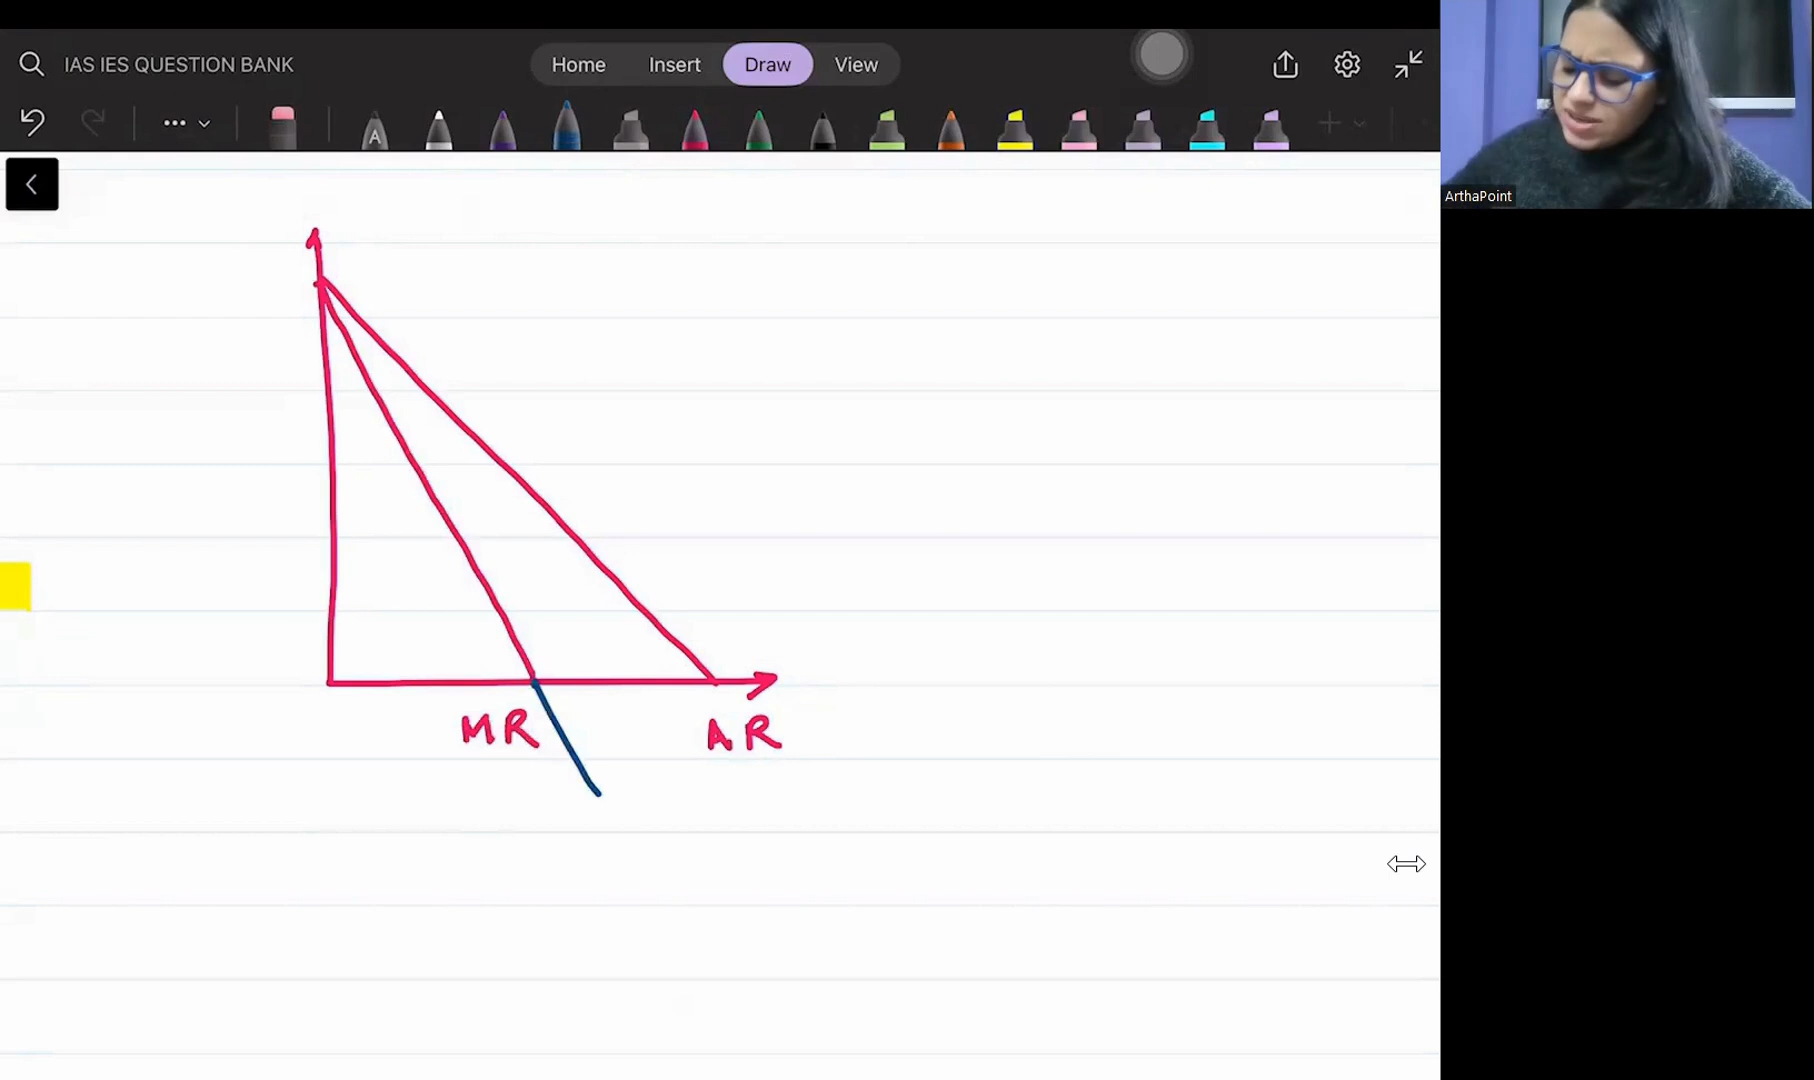 IAS IES QUESTION BANK
Home Insert Draw View
A
ArthaPoint
MR AR